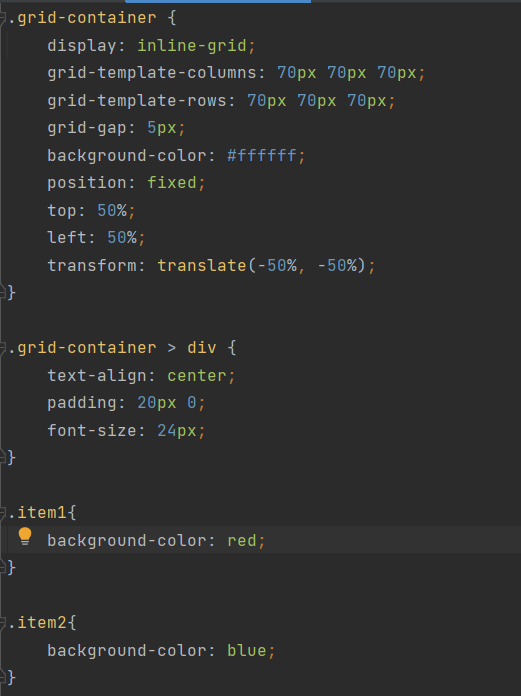 .grid-container {
    display: inline-grid;
    grid-template-columns: 70px 70px 70px;
    grid-template-rows: 70px 70px 70px;
    grid-gap: 5px;
    background-color: #ffffff;
    position: fixed;
    top: 50%;
    left: 50%;
    transform: translate(-50%, -50%);
}

.grid-container > div {
    text-align: center;
    padding: 20px 0;
    font-size: 24px;
}

.item1{
    background-color: red;
}

.item2{
    background-color: blue;
}